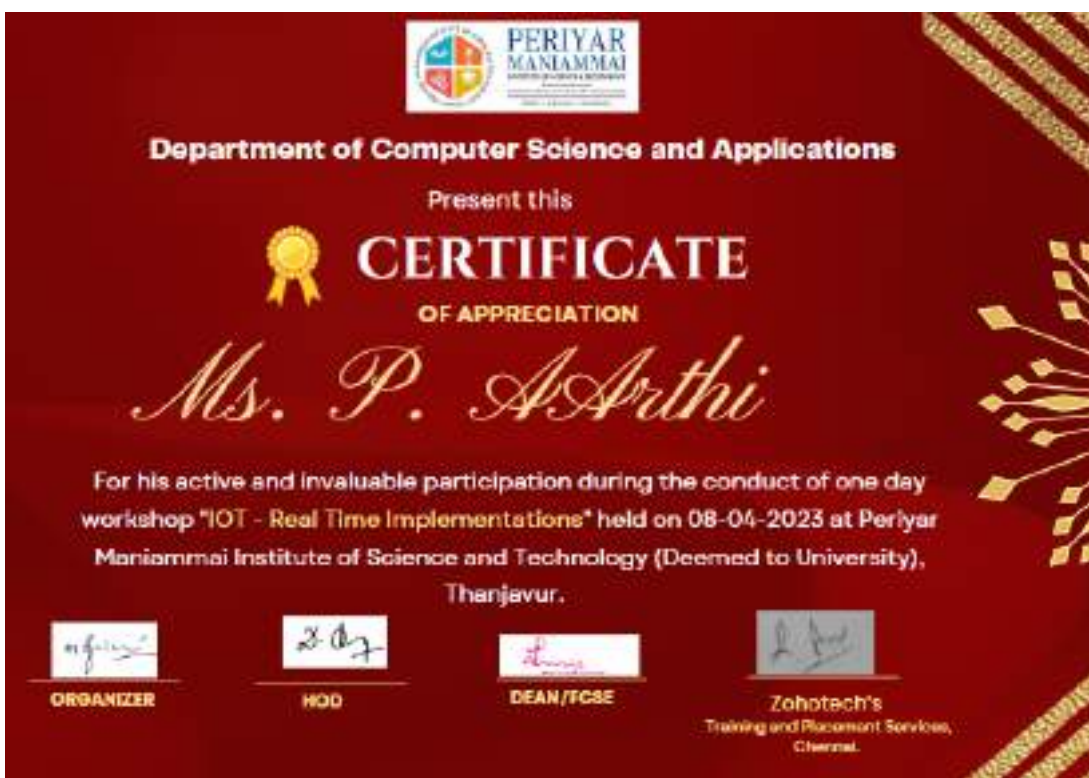 PERIYAR
MANIAMMAI
Department of Computer Science and Applications
Present this
CERTIFICATE
OF APPRECIATION
Ms. P. AArthi
For his active and invaluable participation during the conduct of one day
workshop "IOT - Real Time Implementations" held on 08-04-2023 at Periyar
Maniammai Institute of Science and Technology (Deemed to University),
Thanjavur.
ORGANIZER
HOD
DEAN/FCSE
Zohotech's
Training and Placement Services,
Chennai.